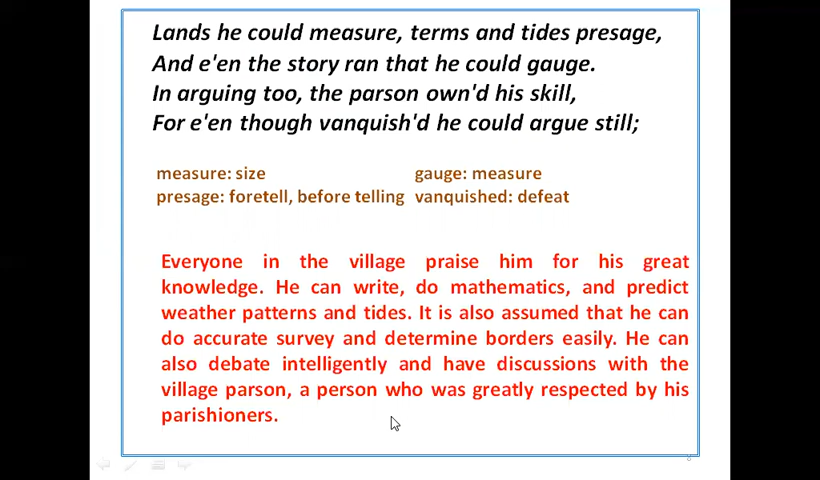 Lands he could measure, terms and tides presage,
And e'en the story ran that he could gauge.
In arguing too, the parson own'd his skill,
For e'en though vanquish'd he could argue still;
measure: size gauge: measure
presage: foretell, before telling vanquished: defeat
Everyone in the village praise him for his great
knowledge. He can write, do mathematics, and predict
weather patterns and tides. It is also assumed that he can
do accurate survey and determine borders easily. He can
also debate intelligently and have discussions with the
village parson, a person who was greatly respected by his
parishioners.